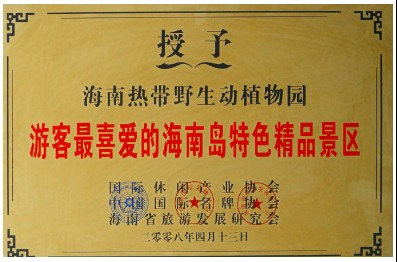 授予
海南热带野生动植物园
游客最喜爱的海南岛特色精品景区
国际休闲产业协会
中国国际名牌协会
海南省旅游发展研究会
二零零八年四月十三日